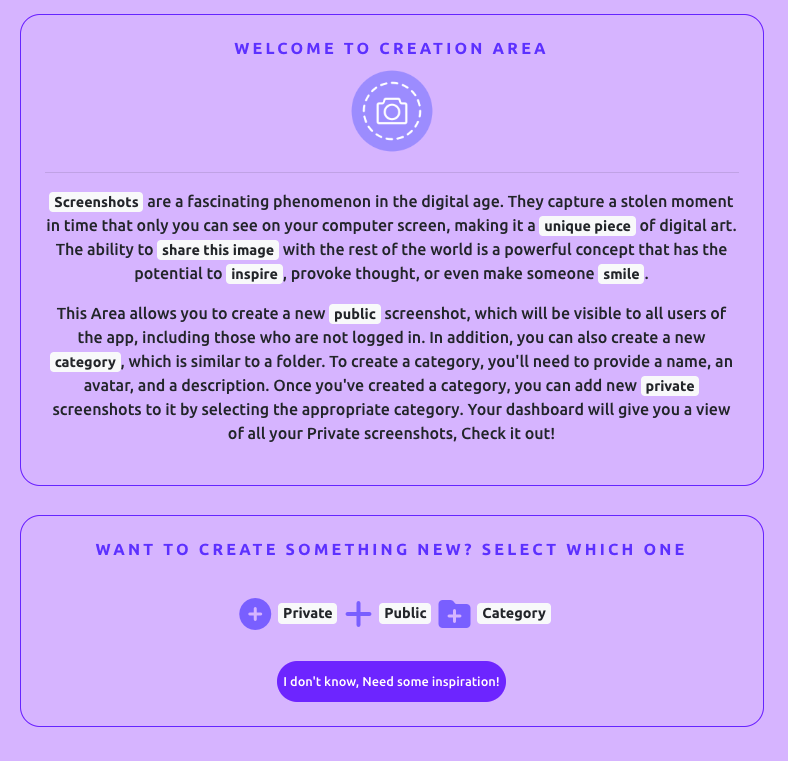 WELCOME TO CREATION AREA
Screenshots are a fascinating phenomenon in the digital age. They capture a stolen moment
in time that only you can see on your computer screen, making it a unique piece of digital art.
The ability to share this image with the rest of the world is a powerful concept that has the
potential to inspire, provoke thought, or even make someone smile.
This Area allows you to create a new public screenshot, which will be visible to all users of
the app, including those who are not logged in. In addition, you can also create a new
category, which is similar to a folder. To create a category, you'll need to provide a name, an
avatar, and a description. Once you've created a category, you can add new private
screenshots to it by selecting the appropriate category. Your dashboard will give you a view
of all your Private screenshots, Check it out!
WANT TO CREATE SOMETHING NEW? SELECT WHICH ONE
Private Public Category
I don't know, Need some inspiration!